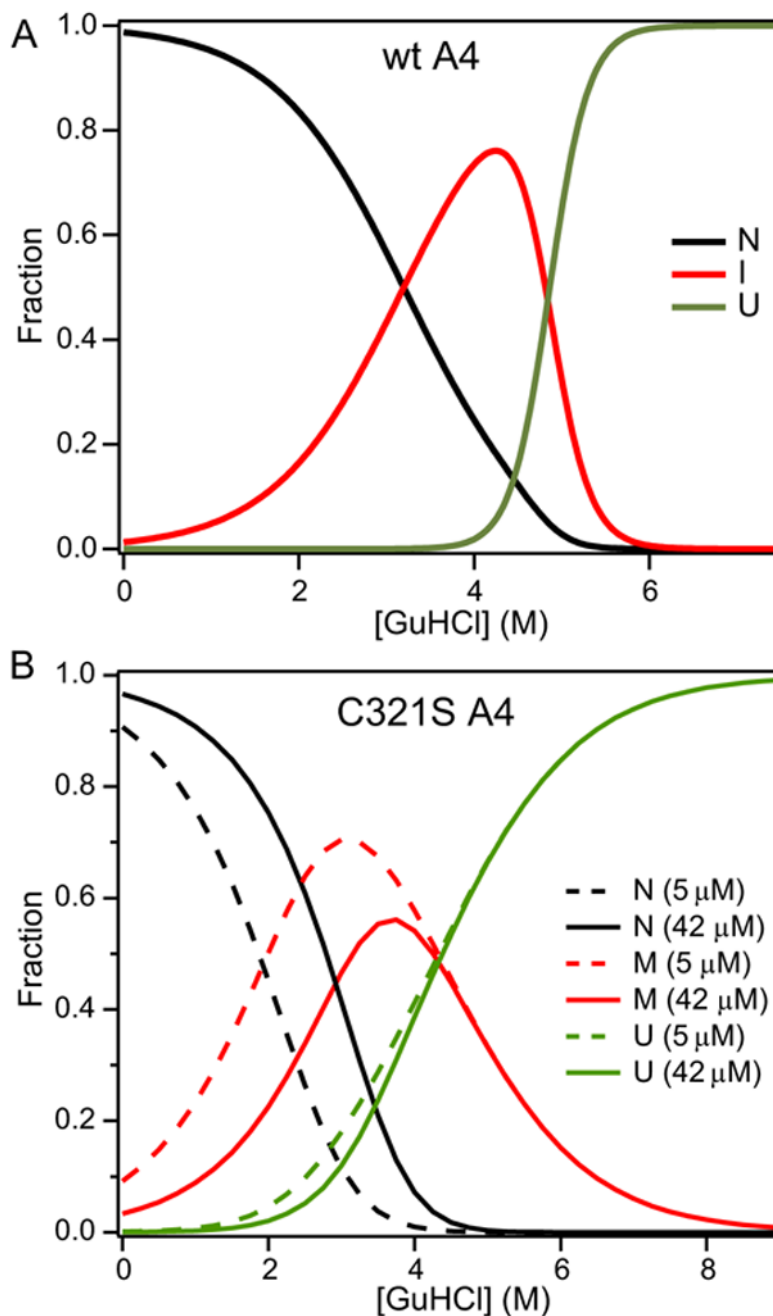 A
wt A4
1.0
0.8
0.6
0.4
0.2
0.0
Fraction
N
I
U
0 2 4 6
[GuHCl] (M)
B
C321S A4
1.0
0.8
0.6
0.4
0.2
0.0
Fraction
N (5 μM)
N (42 μM)
M (5 μM)
M (42 μM)
U (5 μM)
U (42 μM)
0 2 4 6 8
[GuHCl] (M)